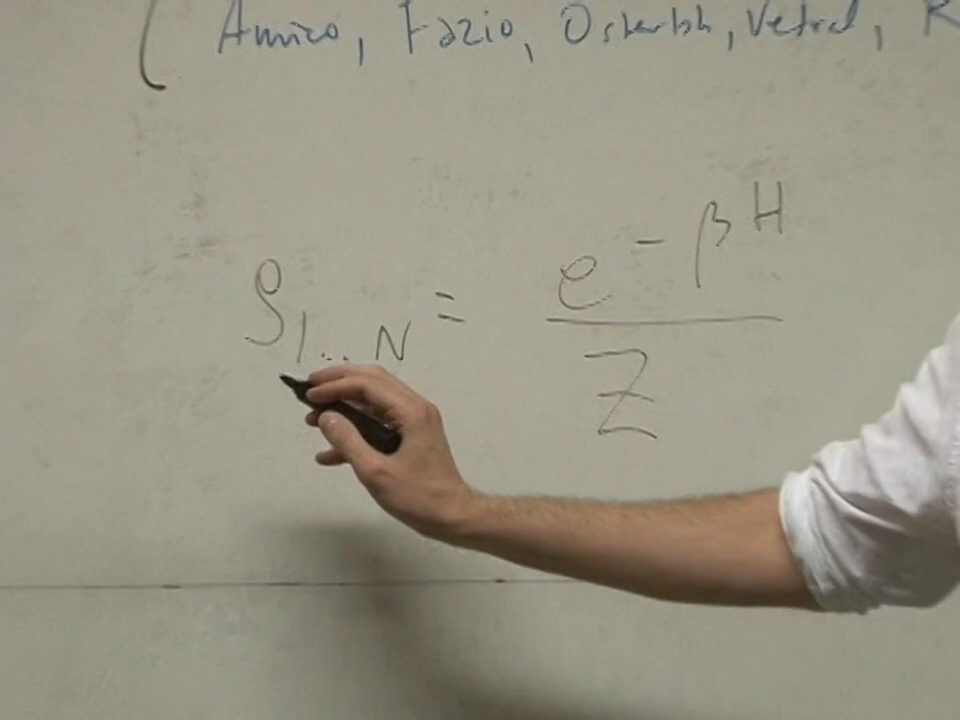 ( Amico, Fazio, Osterloh, Vedral, R
ρ1...N = e^-βH / Z